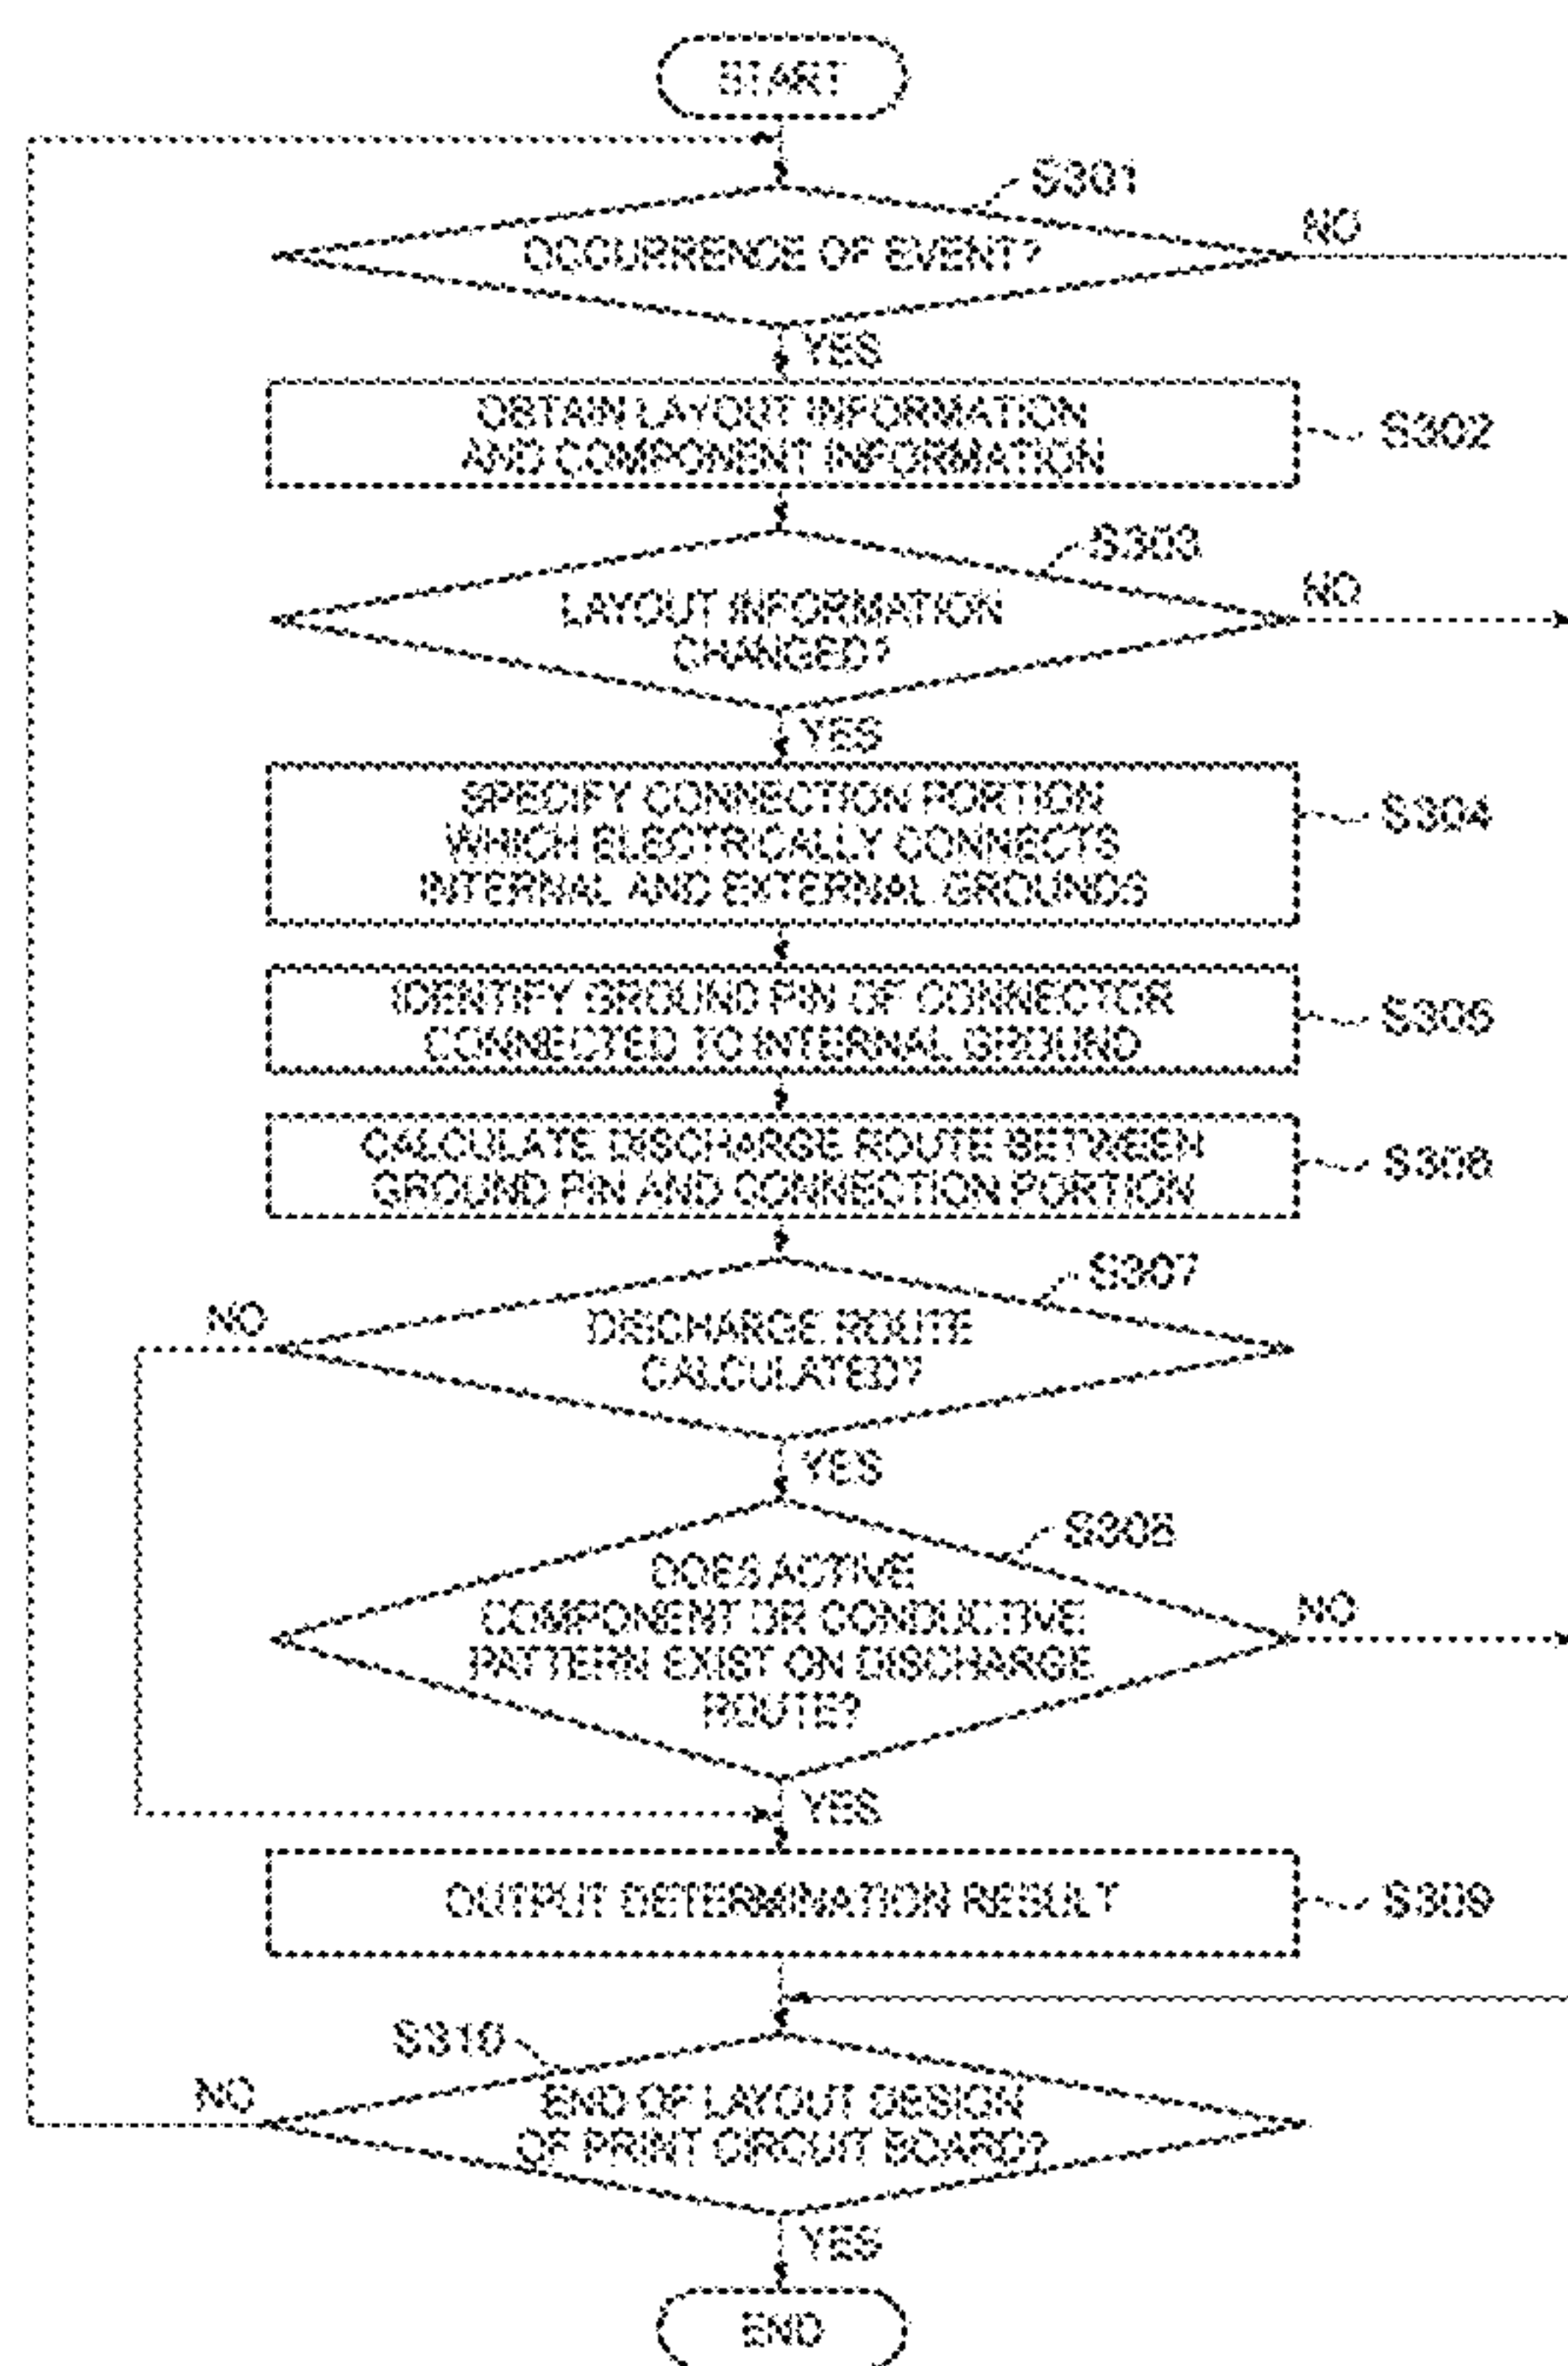 START
S301
OCCURRENCE OF EVENT?
NO
YES
OBTAIN LAYOUT INFORMATION
AND COMPONENT INFORMATION
S302
S303
LAYOUT INFORMATION
CHANGED?
NO
YES
SPECIFY CONNECTION PORTION
WHICH ELECTRICALLY CONNECTS
INTERNAL AND EXTERNAL GROUNDS
S304
IDENTIFY GROUND PIN OF CONNECTOR
CONNECTED TO INTERNAL GROUND
S305
CALCULATE DISCHARGE ROUTE BETWEEN
GROUND PIN AND CONNECTION PORTION
S306
S307
NO
DISCHARGE ROUTE
CALCULATED?
YES
S308
DOES ACTIVE
COMPONENT OR CONDUCTIVE
PATTERN EXIST ON DISCHARGE
ROUTE?
NO
YES
OUTPUT DETERMINATION RESULT
S309
S310
NO
END OF LAYOUT DESIGN
OF PRINT CIRCUIT BOARD?
YES
END